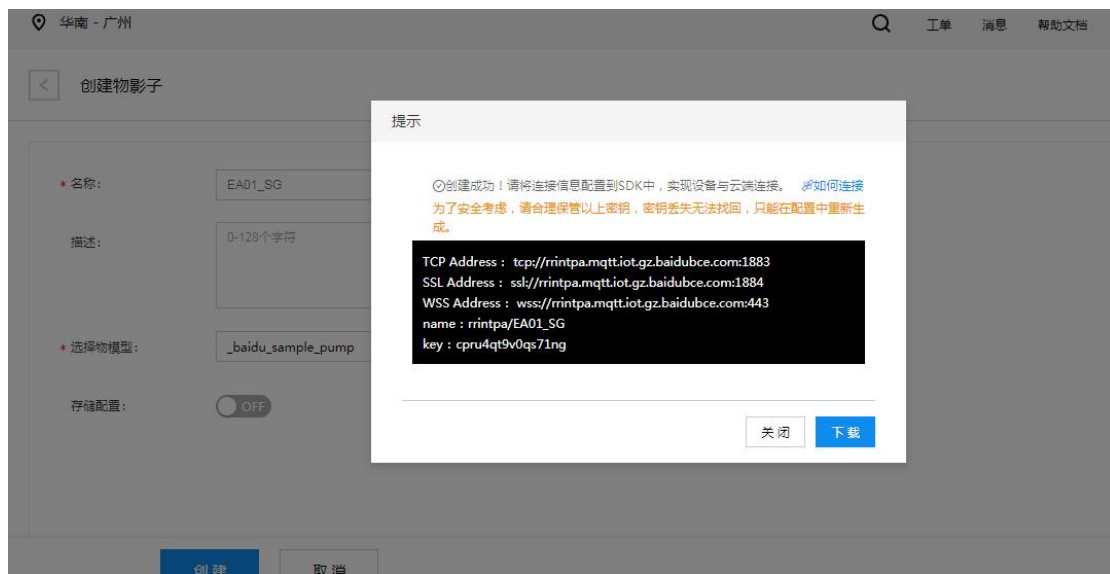 华南 - 广州
工单 消息 帮助文档
创建物影子
提示
* 名称:
EA01_SG
✓创建成功!请将连接信息配置到SDK中,实现设备与云端连接。 如何连接
为了安全考虑,请合理保管以上密钥,密钥丢失无法找回,只能在配置中重新生
成。
描述:
0-128个字符
TCP Address: tcp://rrintpa.mqtt.iot.gz.baidubce.com:1883
SSL Address: ssl://rrintpa.mqtt.iot.gz.baidubce.com:1884
WSS Address: wss://rrintpa.mqtt.iot.gz.baidubce.com:443
name:rrintpa/EA01_SG
key:cpru4qt9v0qs71ng
* 选择物模型:
_baidu_sample_pump
存储配置:
OFF
关闭
下载
创建
取消